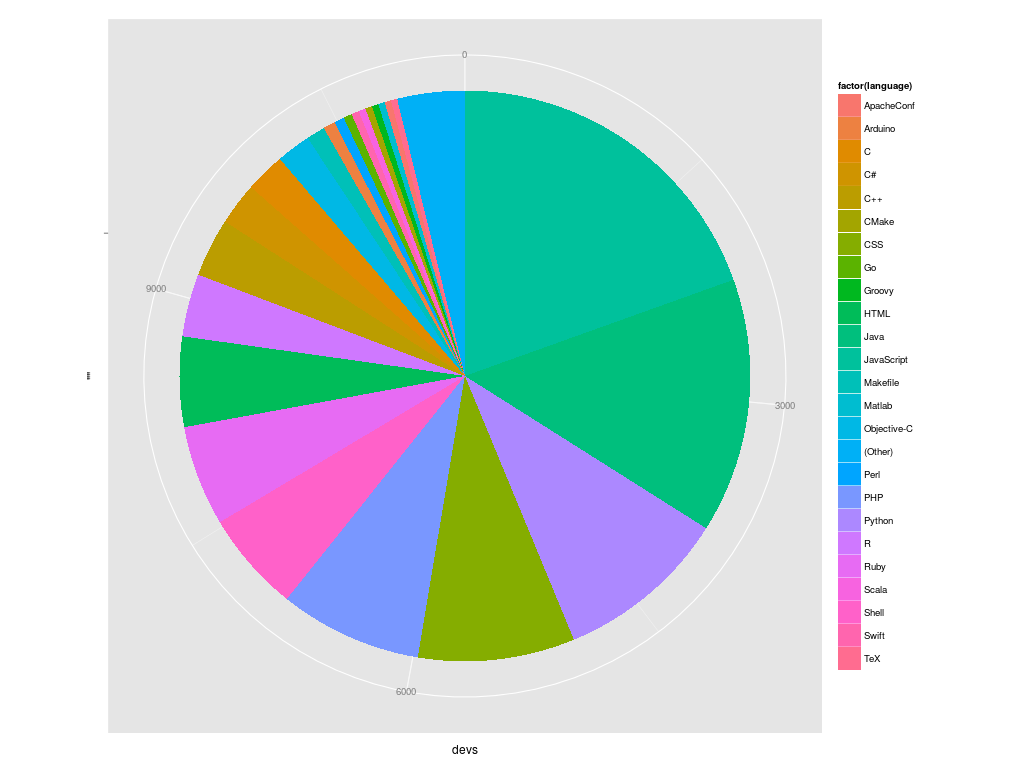 0
3000
6000
9000
devs
factor(language)
ApacheConf
Arduino
C
C#
C++
CMake
CSS
Go
Groovy
HTML
Java
JavaScript
Makefile
Matlab
Objective-C
(Other)
Perl
PHP
Python
R
Ruby
Scala
Shell
Swift
TeX